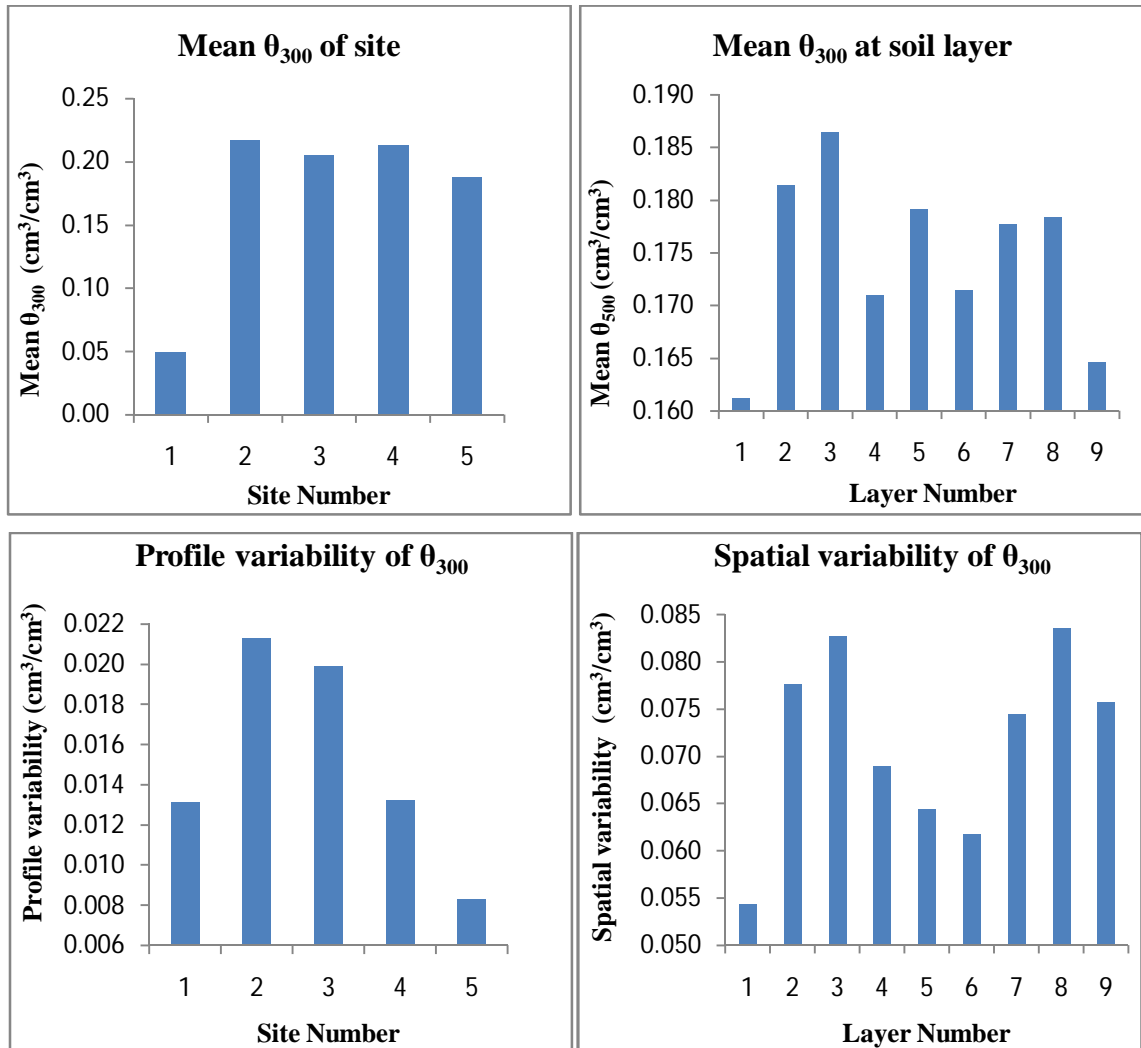 Mean θ₃₀₀ of site
Mean θ₃₀₀ (cm³/cm³)
0.25
0.20
0.15
0.10
0.05
0.00
1 2 3 4 5
Site Number
Mean θ₃₀₀ at soil layer
Mean θ₅₀₀ (cm³/cm³)
0.190
0.185
0.180
0.175
0.170
0.165
0.160
1 2 3 4 5 6 7 8 9
Layer Number
Profile variability of θ₃₀₀
Profile variability (cm³/cm³)
0.022
0.020
0.018
0.016
0.014
0.012
0.010
0.008
0.006
1 2 3 4 5
Site Number
Spatial variability of θ₃₀₀
Spatial variability (cm³/cm³)
0.085
0.080
0.075
0.070
0.065
0.060
0.055
0.050
1 2 3 4 5 6 7 8 9
Layer Number